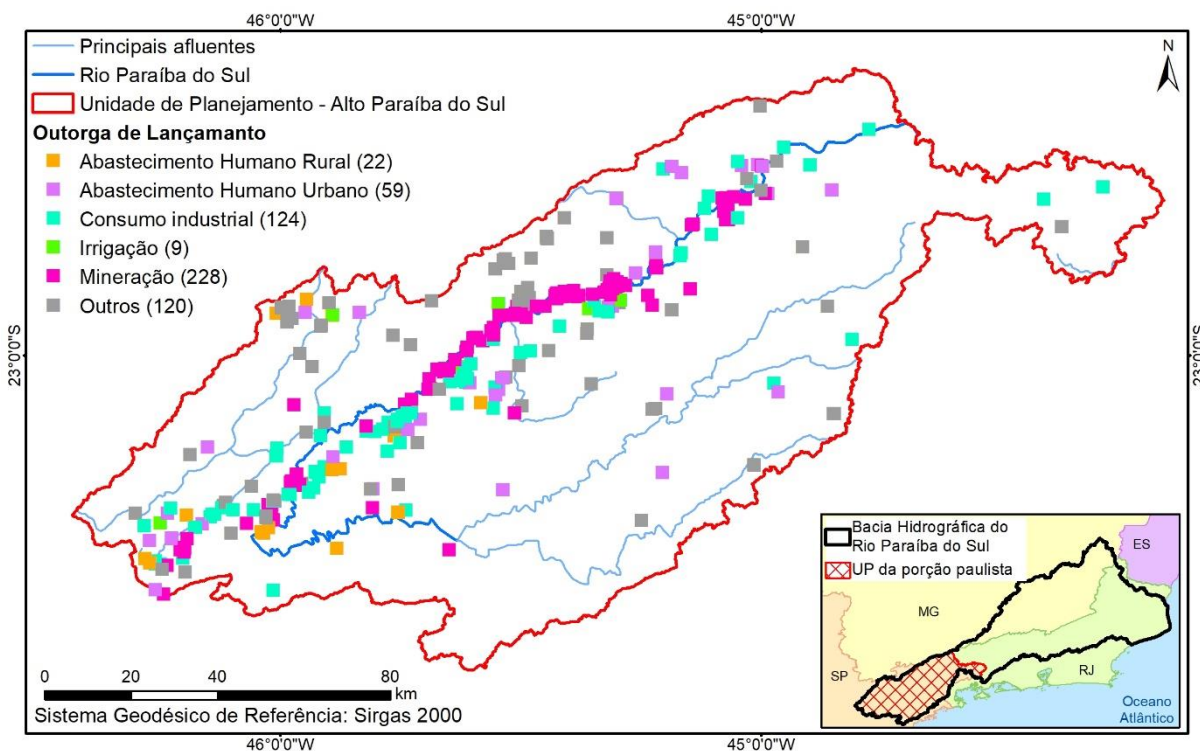 46°0'0"W
45°0'0"W
Principais afluentes
Rio Paraíba do Sul
Unidade de Planejamento - Alto Paraíba do Sul
Outorga de Lançamanto
Abastecimento Humano Rural (22)
Abastecimento Humano Urbano (59)
Consumo industrial (124)
Irrigação (9)
Mineração (228)
Outros (120)
N
23°0'0"S
23°0'0"S
0
20
40
80
km
Sistema Geodésico de Referência: Sirgas 2000
Bacia Hidrográfica do
Rio Paraíba do Sul
UP da porção paulista
ES
MG
SP
RJ
Oceano
Atlântico
46°0'0"W
45°0'0"W